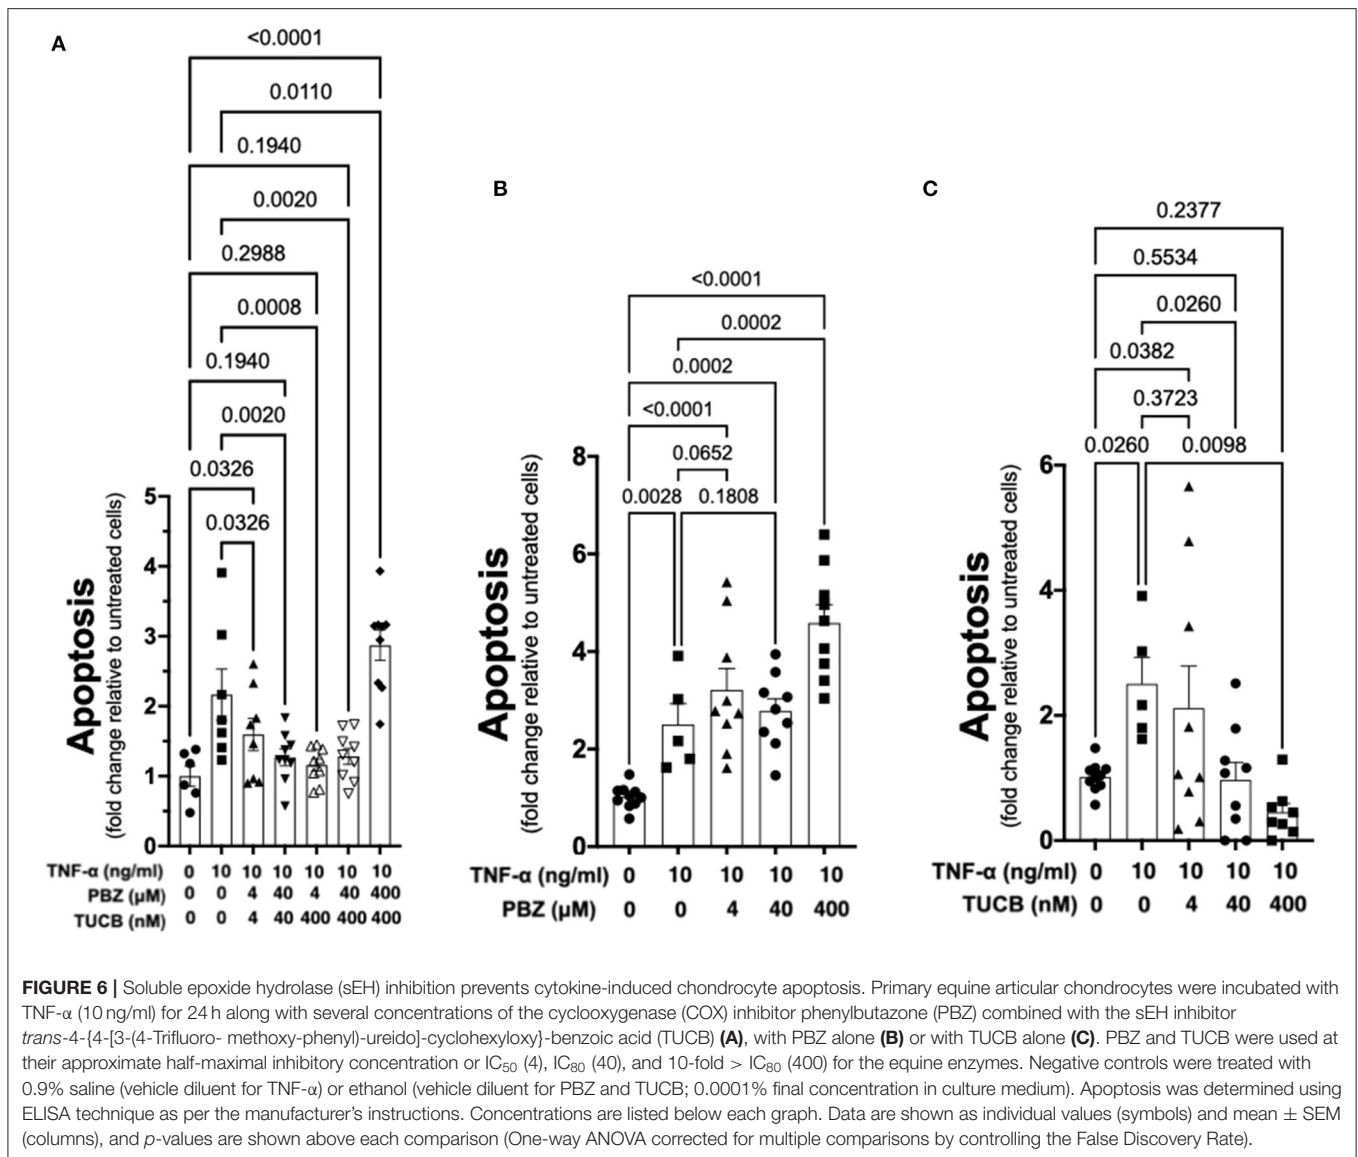 A
<0.0001
0.0110
0.1940
0.0020
0.2988
0.0008
0.1940
0.0020
0.0326
0.0326
Apoptosis
(fold change relative to untreated cells)
5
4
3
2
1
0
TNF-α (ng/ml) 0 10 10 10 10 10 10
PBZ (µM) 0 0 4 40 4 40 400
TUCB (nM) 0 0 4 40 400 400 400
B
<0.0001
0.0002
0.0002
<0.0001
0.0652
0.0028 0.1808
Apoptosis
(fold change relative to untreated cells)
8
6
4
2
0
TNF-α (ng/ml) 0 10 10 10 10
PBZ (µM) 0 0 4 40 400
C
0.2377
0.5534
0.0260
0.0382
0.3723
0.0260 0.0098
Apoptosis
(fold change relative to untreated cells)
6
4
2
0
TNF-α (ng/ml) 0 10 10 10 10
TUCB (nM) 0 0 4 40 400
FIGURE 6 | Soluble epoxide hydrolase (sEH) inhibition prevents cytokine-induced chondrocyte apoptosis. Primary equine articular chondrocytes were incubated with
TNF-α (10 ng/ml) for 24 h along with several concentrations of the cyclooxygenase (COX) inhibitor phenylbutazone (PBZ) combined with the sEH inhibitor
trans-4-{4-[3-(4-Trifluoro- methoxy-phenyl)-ureido]-cyclohexyloxy}-benzoic acid (TUCB) (A), with PBZ alone (B) or with TUCB alone (C). PBZ and TUCB were used at
their approximate half-maximal inhibitory concentration or IC50 (4), IC80 (40), and 10-fold > IC80 (400) for the equine enzymes. Negative controls were treated with
0.9% saline (vehicle diluent for TNF-α) or ethanol (vehicle diluent for PBZ and TUCB; 0.0001% final concentration in culture medium). Apoptosis was determined using
ELISA technique as per the manufacturer's instructions. Concentrations are listed below each graph. Data are shown as individual values (symbols) and mean ± SEM
(columns), and p-values are shown above each comparison (One-way ANOVA corrected for multiple comparisons by controlling the False Discovery Rate).